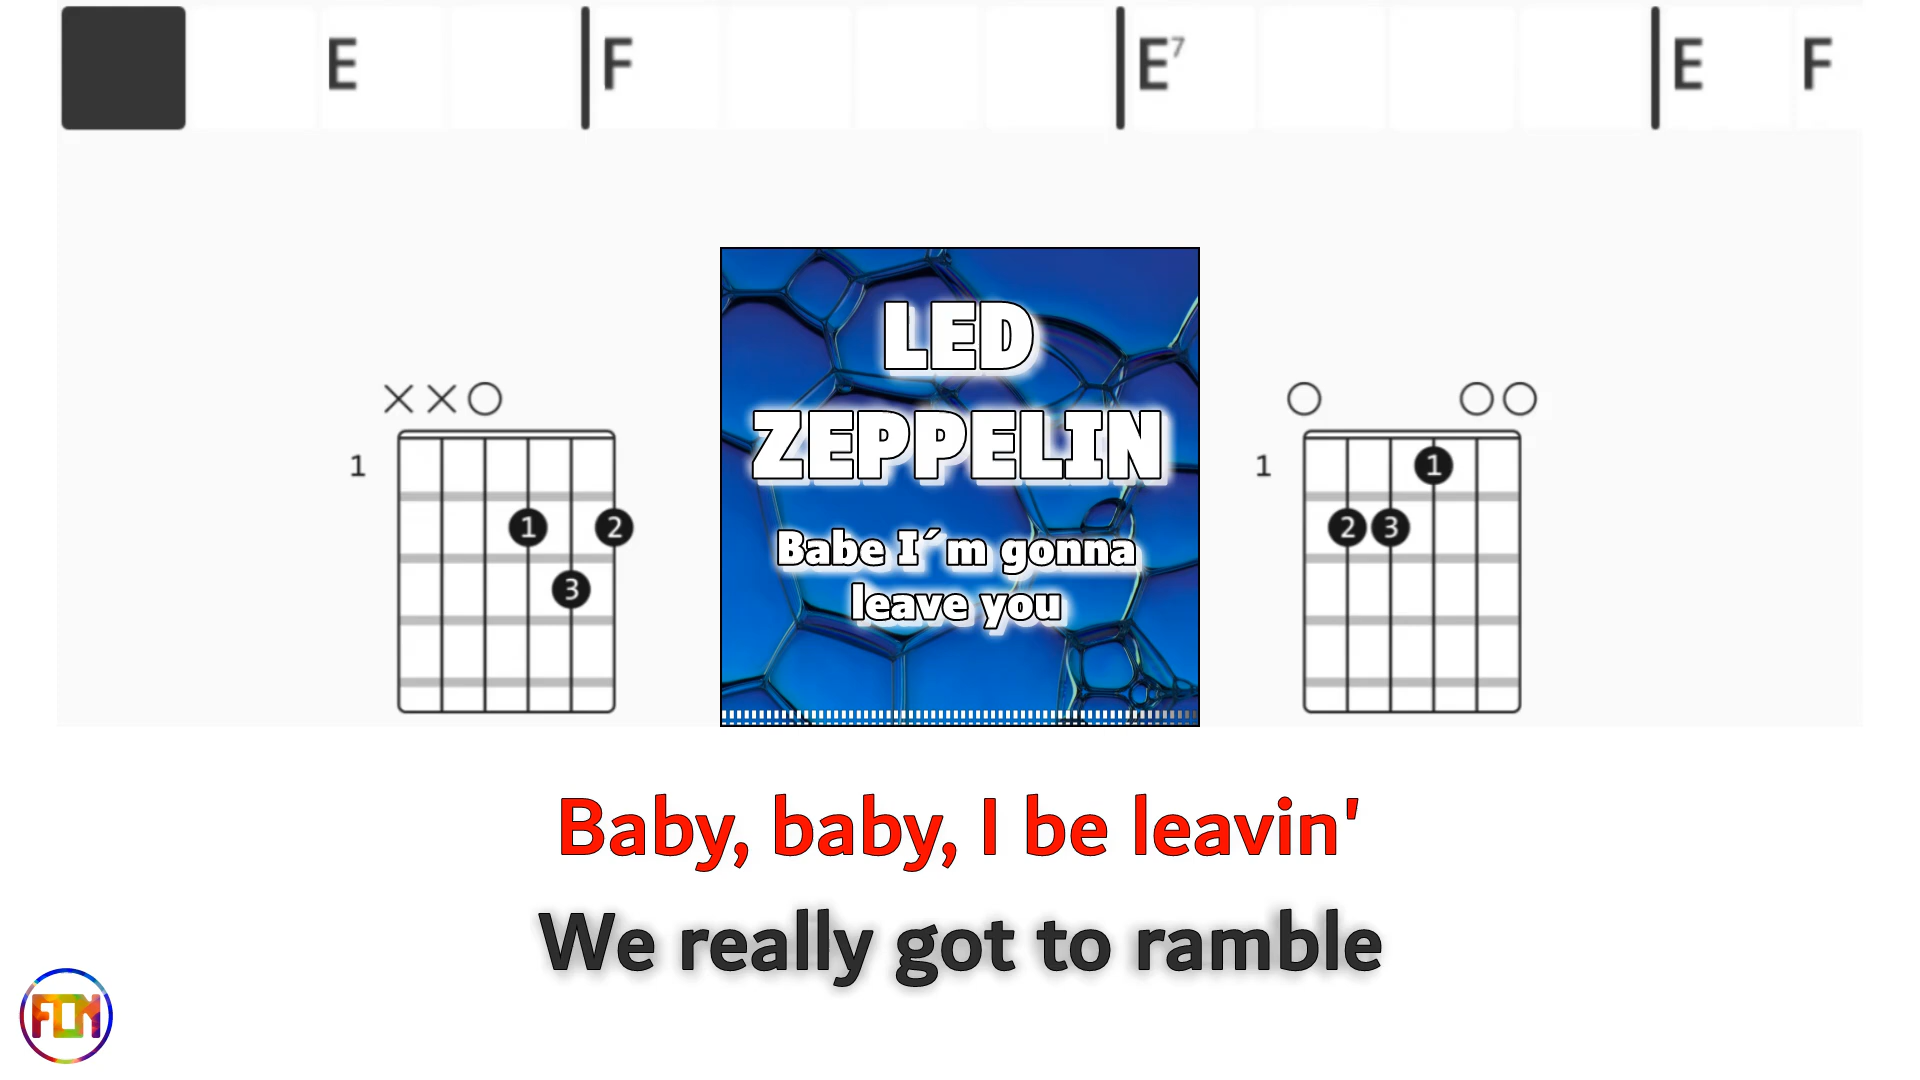 E F E7 E F
1 1 2 3
1 1 2 3
LED
ZEPPELIN
Babe I´m gonna
leave you
Baby, baby, I be leavin'
We really got to ramble